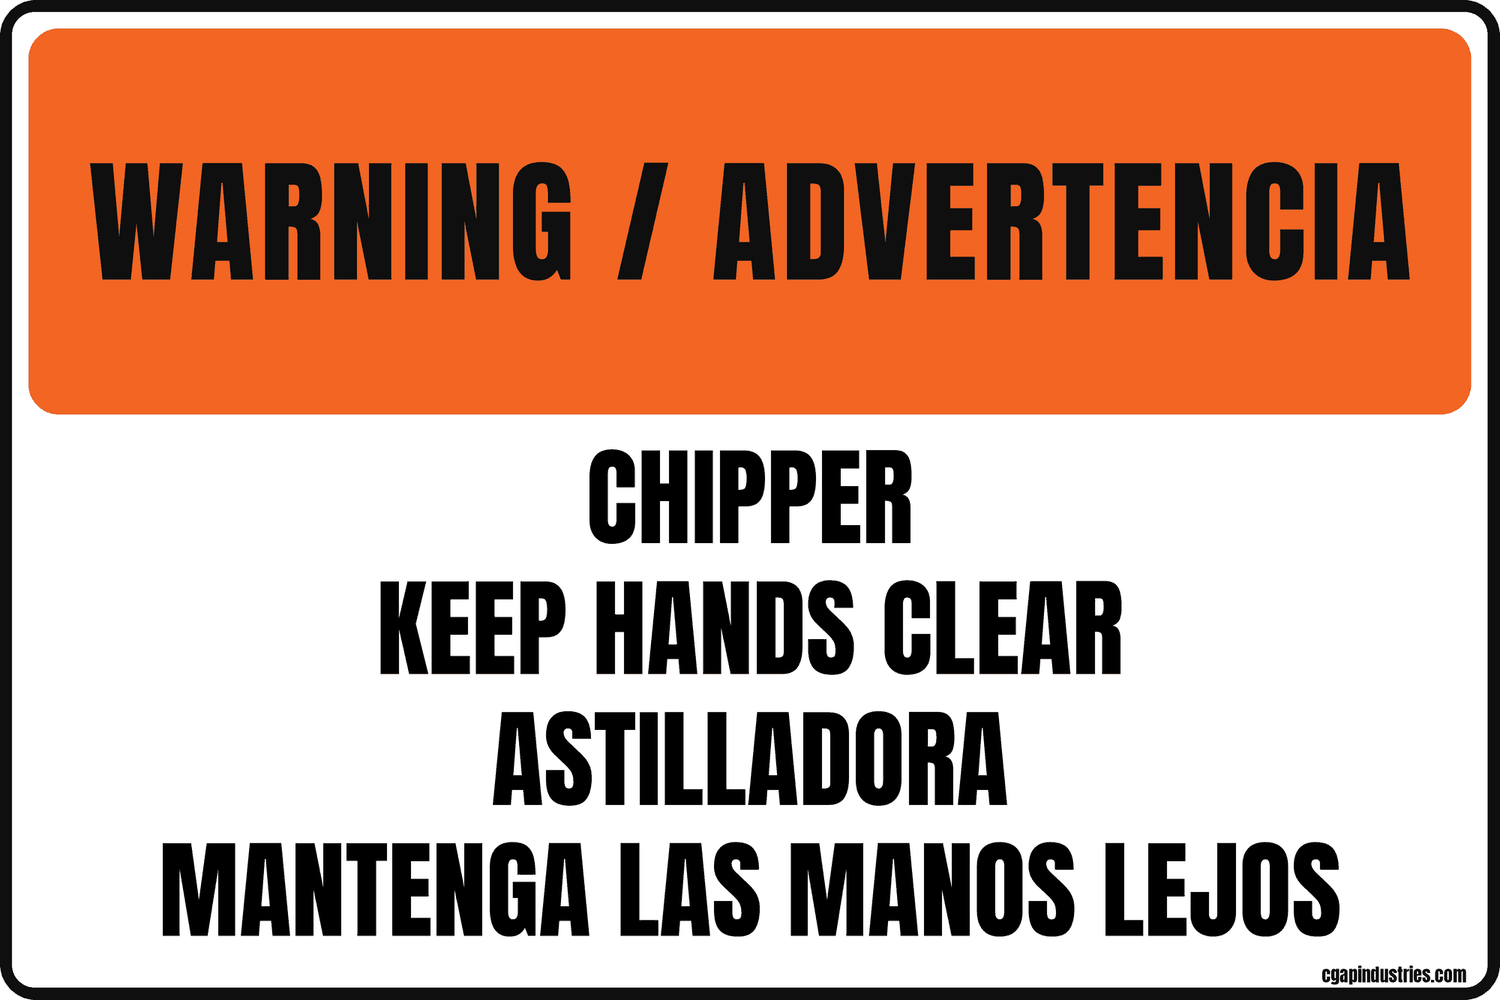 WARNING / ADVERTENCIA
CHIPPER
KEEP HANDS CLEAR
ASTILLADORA
MANTENGA LAS MANOS LEJOS
cgapindustries.com